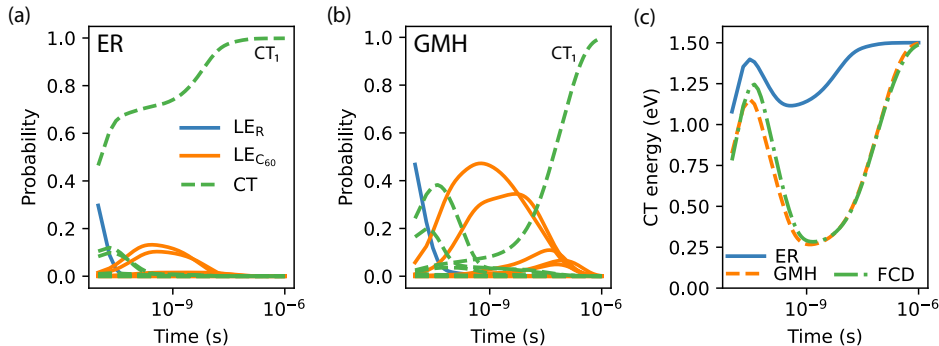 (a)
ER
CT₁
1.0
0.8
0.6
0.4
0.2
0.0
Probability
LE_R
LE_C₆₀
CT
10⁻⁹
10⁻⁶
Time (s)
(b)
GMH
CT₁
1.0
0.8
0.6
0.4
0.2
0.0
Probability
10⁻⁹
10⁻⁶
Time (s)
(c)
1.50
1.25
1.00
0.75
0.50
0.25
0.00
CT energy (eV)
ER
GMH
FCD
10⁻⁹
10⁻⁶
Time (s)